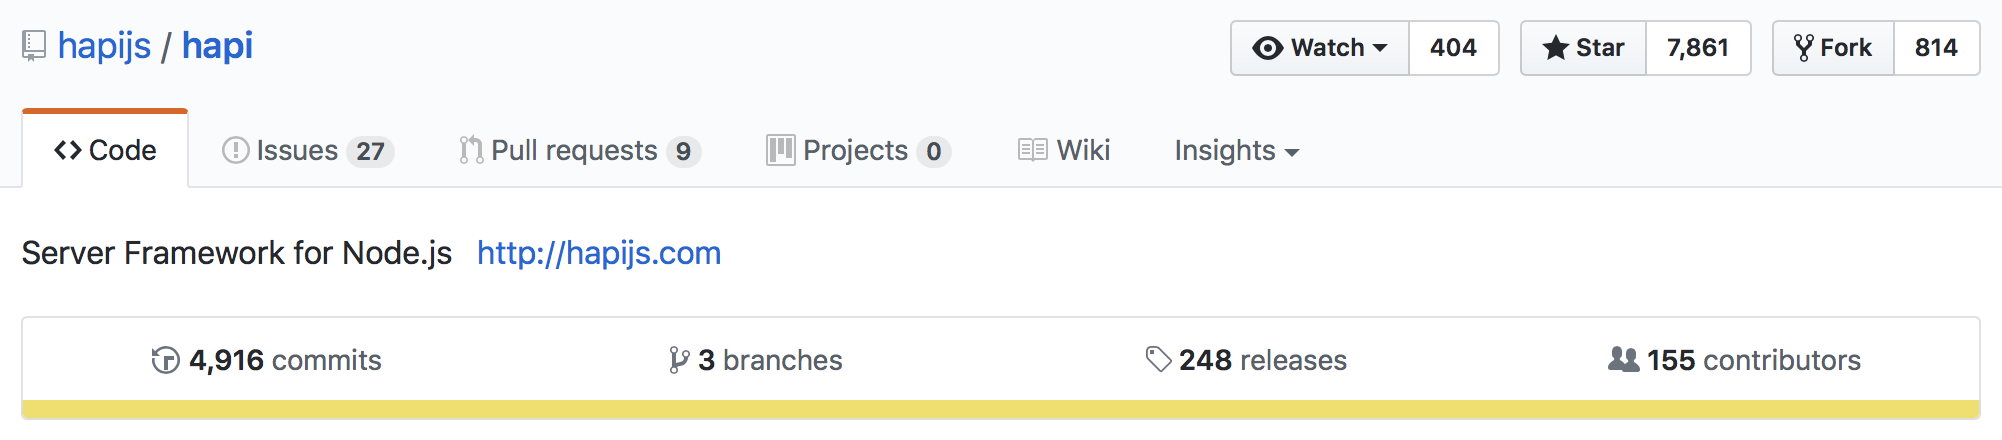 hapijs / hapi Watch 404 Star 7,861 Fork 814
Code Issues 27 Pull requests 9 Projects 0 Wiki Insights
Server Framework for Node.js http://hapijs.com
4,916 commits 3 branches 248 releases 155 contributors